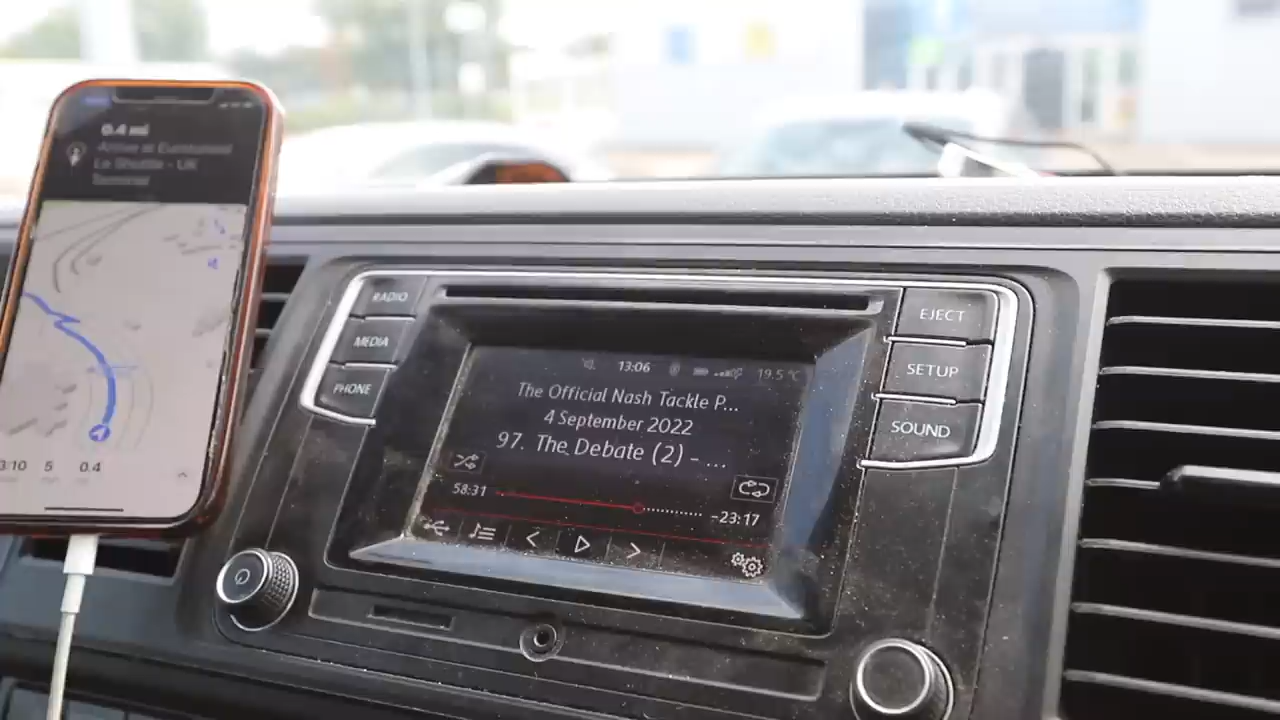 0.4 mi
Arrive at Eurotunnel
Le Shuttle - UK
Terminal
3:10 5 0.4
RADIO
MEDIA
PHONE
13:06 19.5 °C
The Official Nash Tackle P...
4 September 2022
97. The Debate (2) - ...
58:31 -23:17
EJECT
SETUP
SOUND